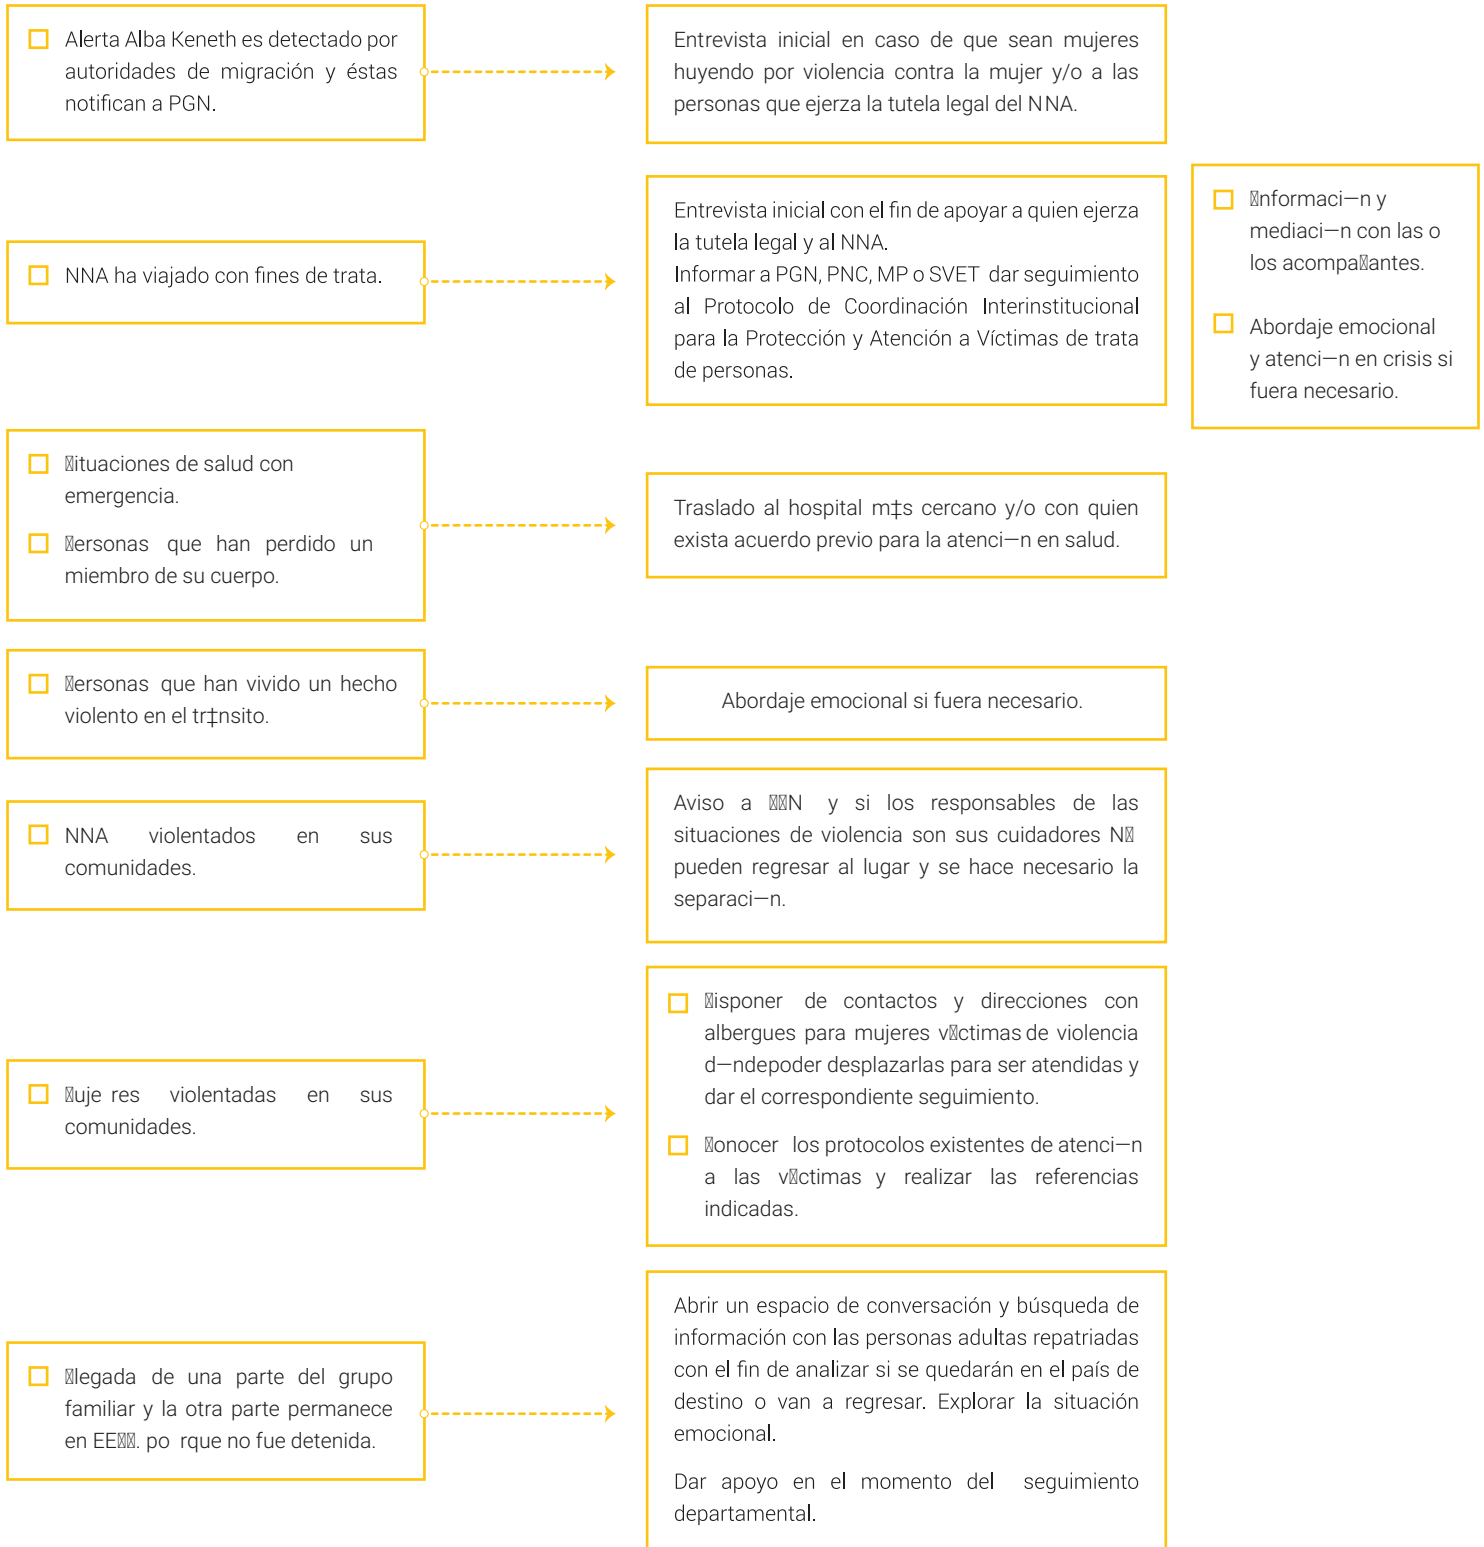 Alerta Alba Keneth es detectado por
autoridades de migración y éstas
notifican a PGN.
Entrevista inicial en caso de que sean mujeres
huyendo por violencia contra la mujer y/o a las
personas que ejerza la tutela legal del NNA.
NNA ha viajado con fines de trata.
Entrevista inicial con el fin de apoyar a quien ejerza
la tutela legal y al NNA.
Informar a PGN, PNC, MP o SVET dar seguimiento
al Protocolo de Coordinación Interinstitucional
para la Protección y Atención a Víctimas de trata
de personas.
☒nformaci—n y
mediaci—n con las o
los acompa☒antes.
Abordaje emocional
y atenci—n en crisis si
fuera necesario.
☒ituaciones de salud con
emergencia.
☒ersonas que han perdido un
miembro de su cuerpo.
Traslado al hospital m‡s cercano y/o con quien
exista acuerdo previo para la atenci—n en salud.
☒ersonas que han vivido un hecho
violento en el tr‡nsito.
Abordaje emocional si fuera necesario.
NNA violentados en sus
comunidades.
Aviso a ☒☒N y si los responsables de las
situaciones de violencia son sus cuidadores N☒
pueden regresar al lugar y se hace necesario la
separaci—n.
☒uje res violentadas en sus
comunidades.
☒isponer de contactos y direcciones con
albergues para mujeres v☒ctimas de violencia
d—ndepoder desplazarlas para ser atendidas y
dar el correspondiente seguimiento.
☒onocer los protocolos existentes de atenci—n
a las v☒ctimas y realizar las referencias
indicadas.
☒legada de una parte del grupo
familiar y la otra parte permanece
en EE☒☒. po rque no fue detenida.
Abrir un espacio de conversación y búsqueda de
información con las personas adultas repatriadas
con el fin de analizar si se quedarán en el país de
destino o van a regresar. Explorar la situación
emocional.
Dar apoyo en el momento del seguimiento
departamental.